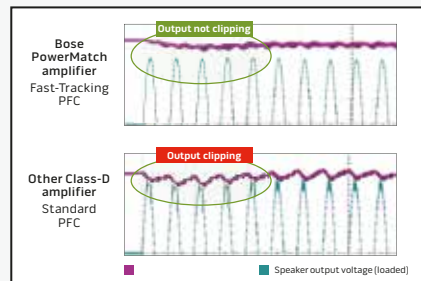 Output not clipping
Bose
PowerMatch
amplifier
Fast-Tracking
PFC
Output clipping
Other Class-D
amplifier
Standard
PFC
Speaker output voltage (loaded)